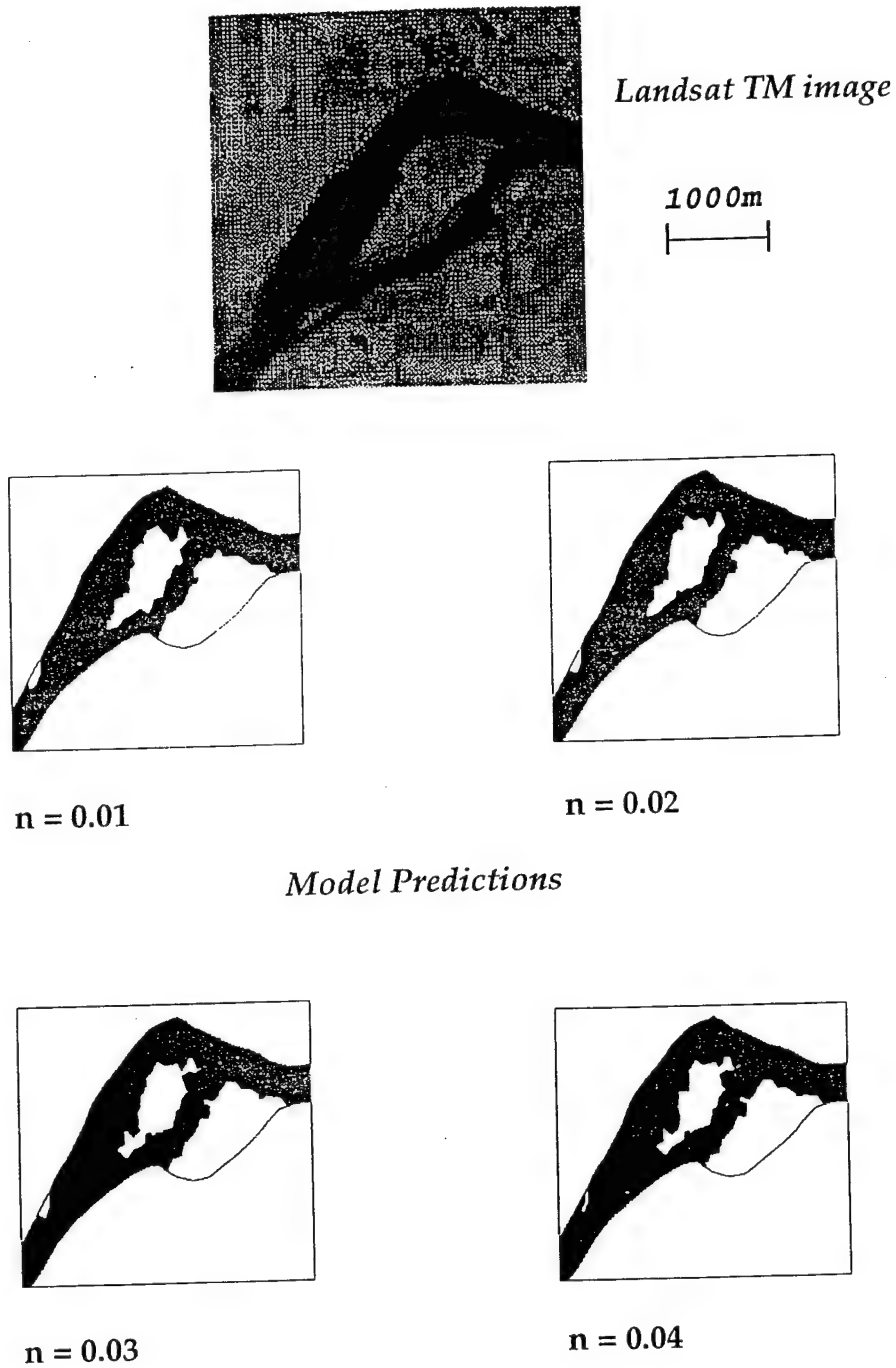 Landsat TM image
1000m
n = 0.01
n = 0.02
Model Predictions
n = 0.03
n = 0.04